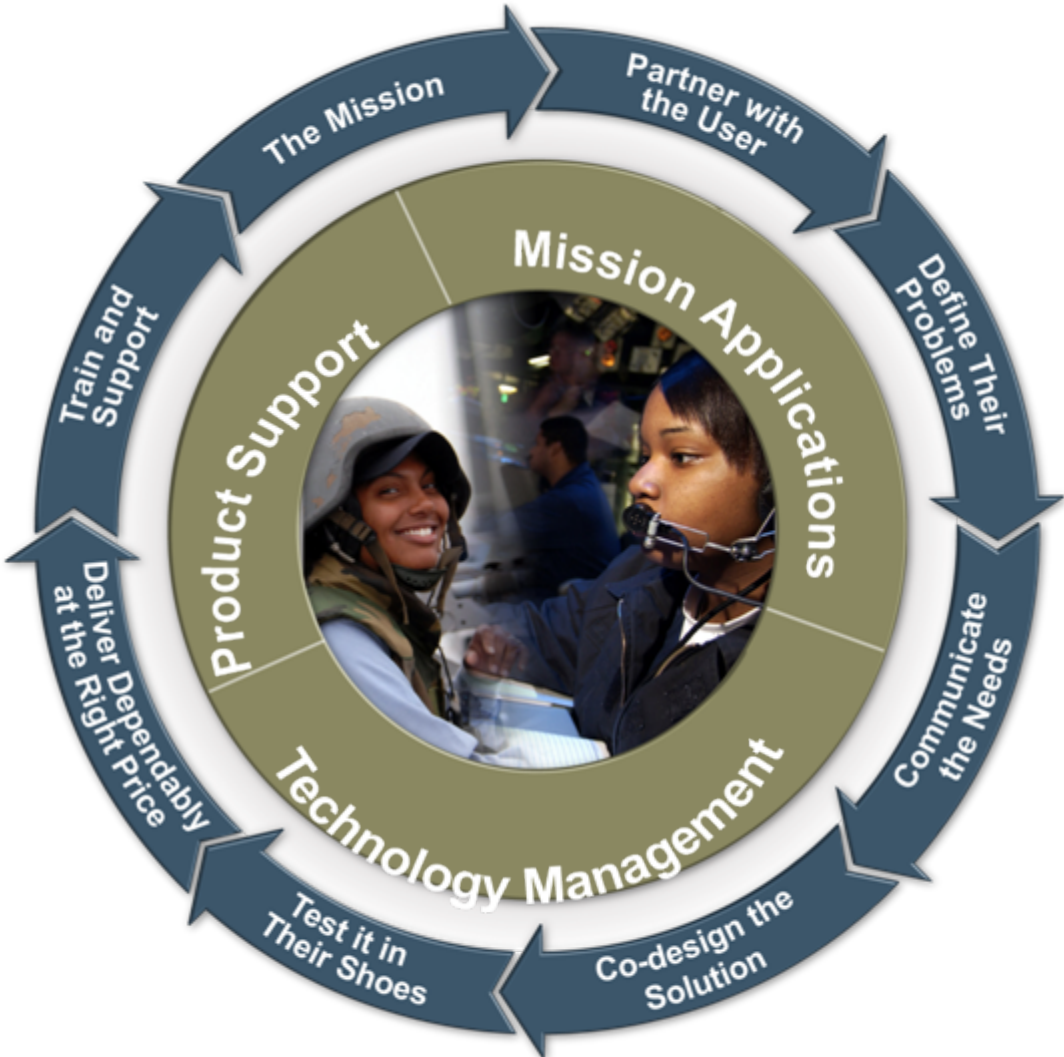 The Mission
Partner with
the User
Define Their
Problems
Communicate
the Needs
Co-design the
Solution
Test it in
Their Shoes
Deliver Dependably
at the Right Price
Train and
Support
Mission Applications
Technology Management
Product Support